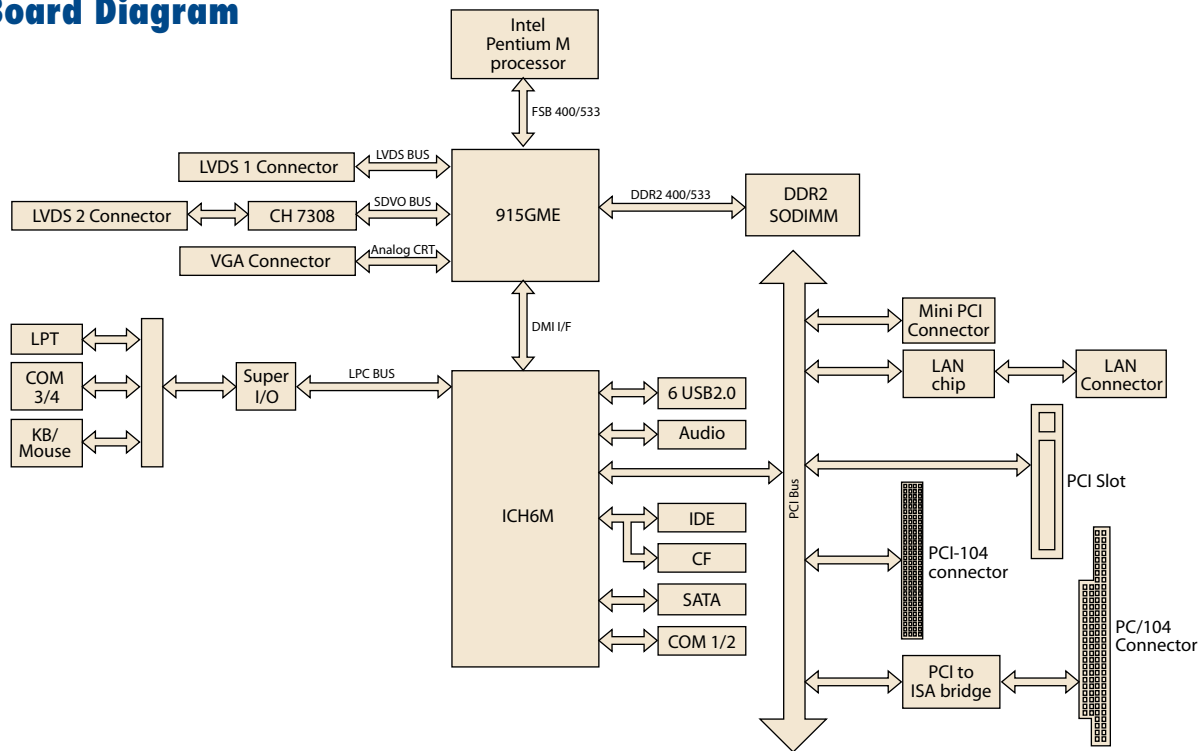 Board Diagram
Intel
Pentium M
processor
FSB 400/533
LVDS 1 Connector
LVDS BUS
LVDS 2 Connector
CH 7308
SDVO BUS
915GME
DDR2 400/533
DDR2
SODIMM
VGA Connector
Analog CRT
DMI I/F
LPT
COM
3/4
KB/
Mouse
Super
I/O
LPC BUS
ICH6M
6 USB2.0
Audio
IDE
CF
SATA
COM 1/2
PCI Bus
Mini PCI
Connector
LAN
chip
LAN
Connector
PCI Slot
PCI-104
connector
PC/104
Connector
PCI to
ISA bridge